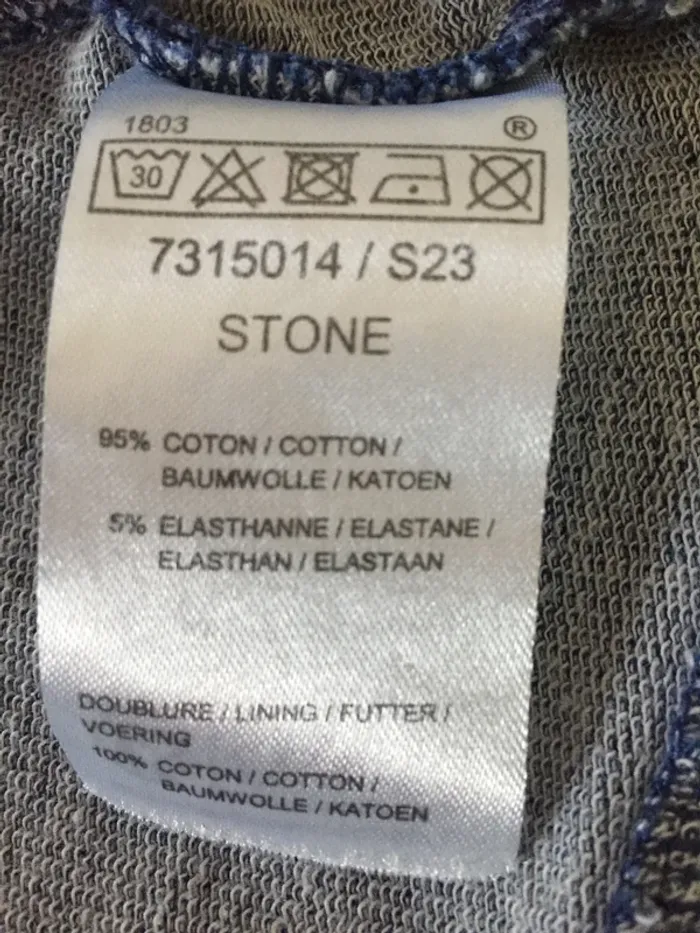 1803 ®
30
7315014 / S23
STONE
95% COTON / COTTON /
BAUMWOLLE / KATOEN
5% ELASTHANNE / ELASTANE /
ELASTHAN / ELASTAAN
DOUBLURE / LINING / FUTTER /
VOERING
100% COTON / COTTON /
BAUMWOLLE / KATOEN